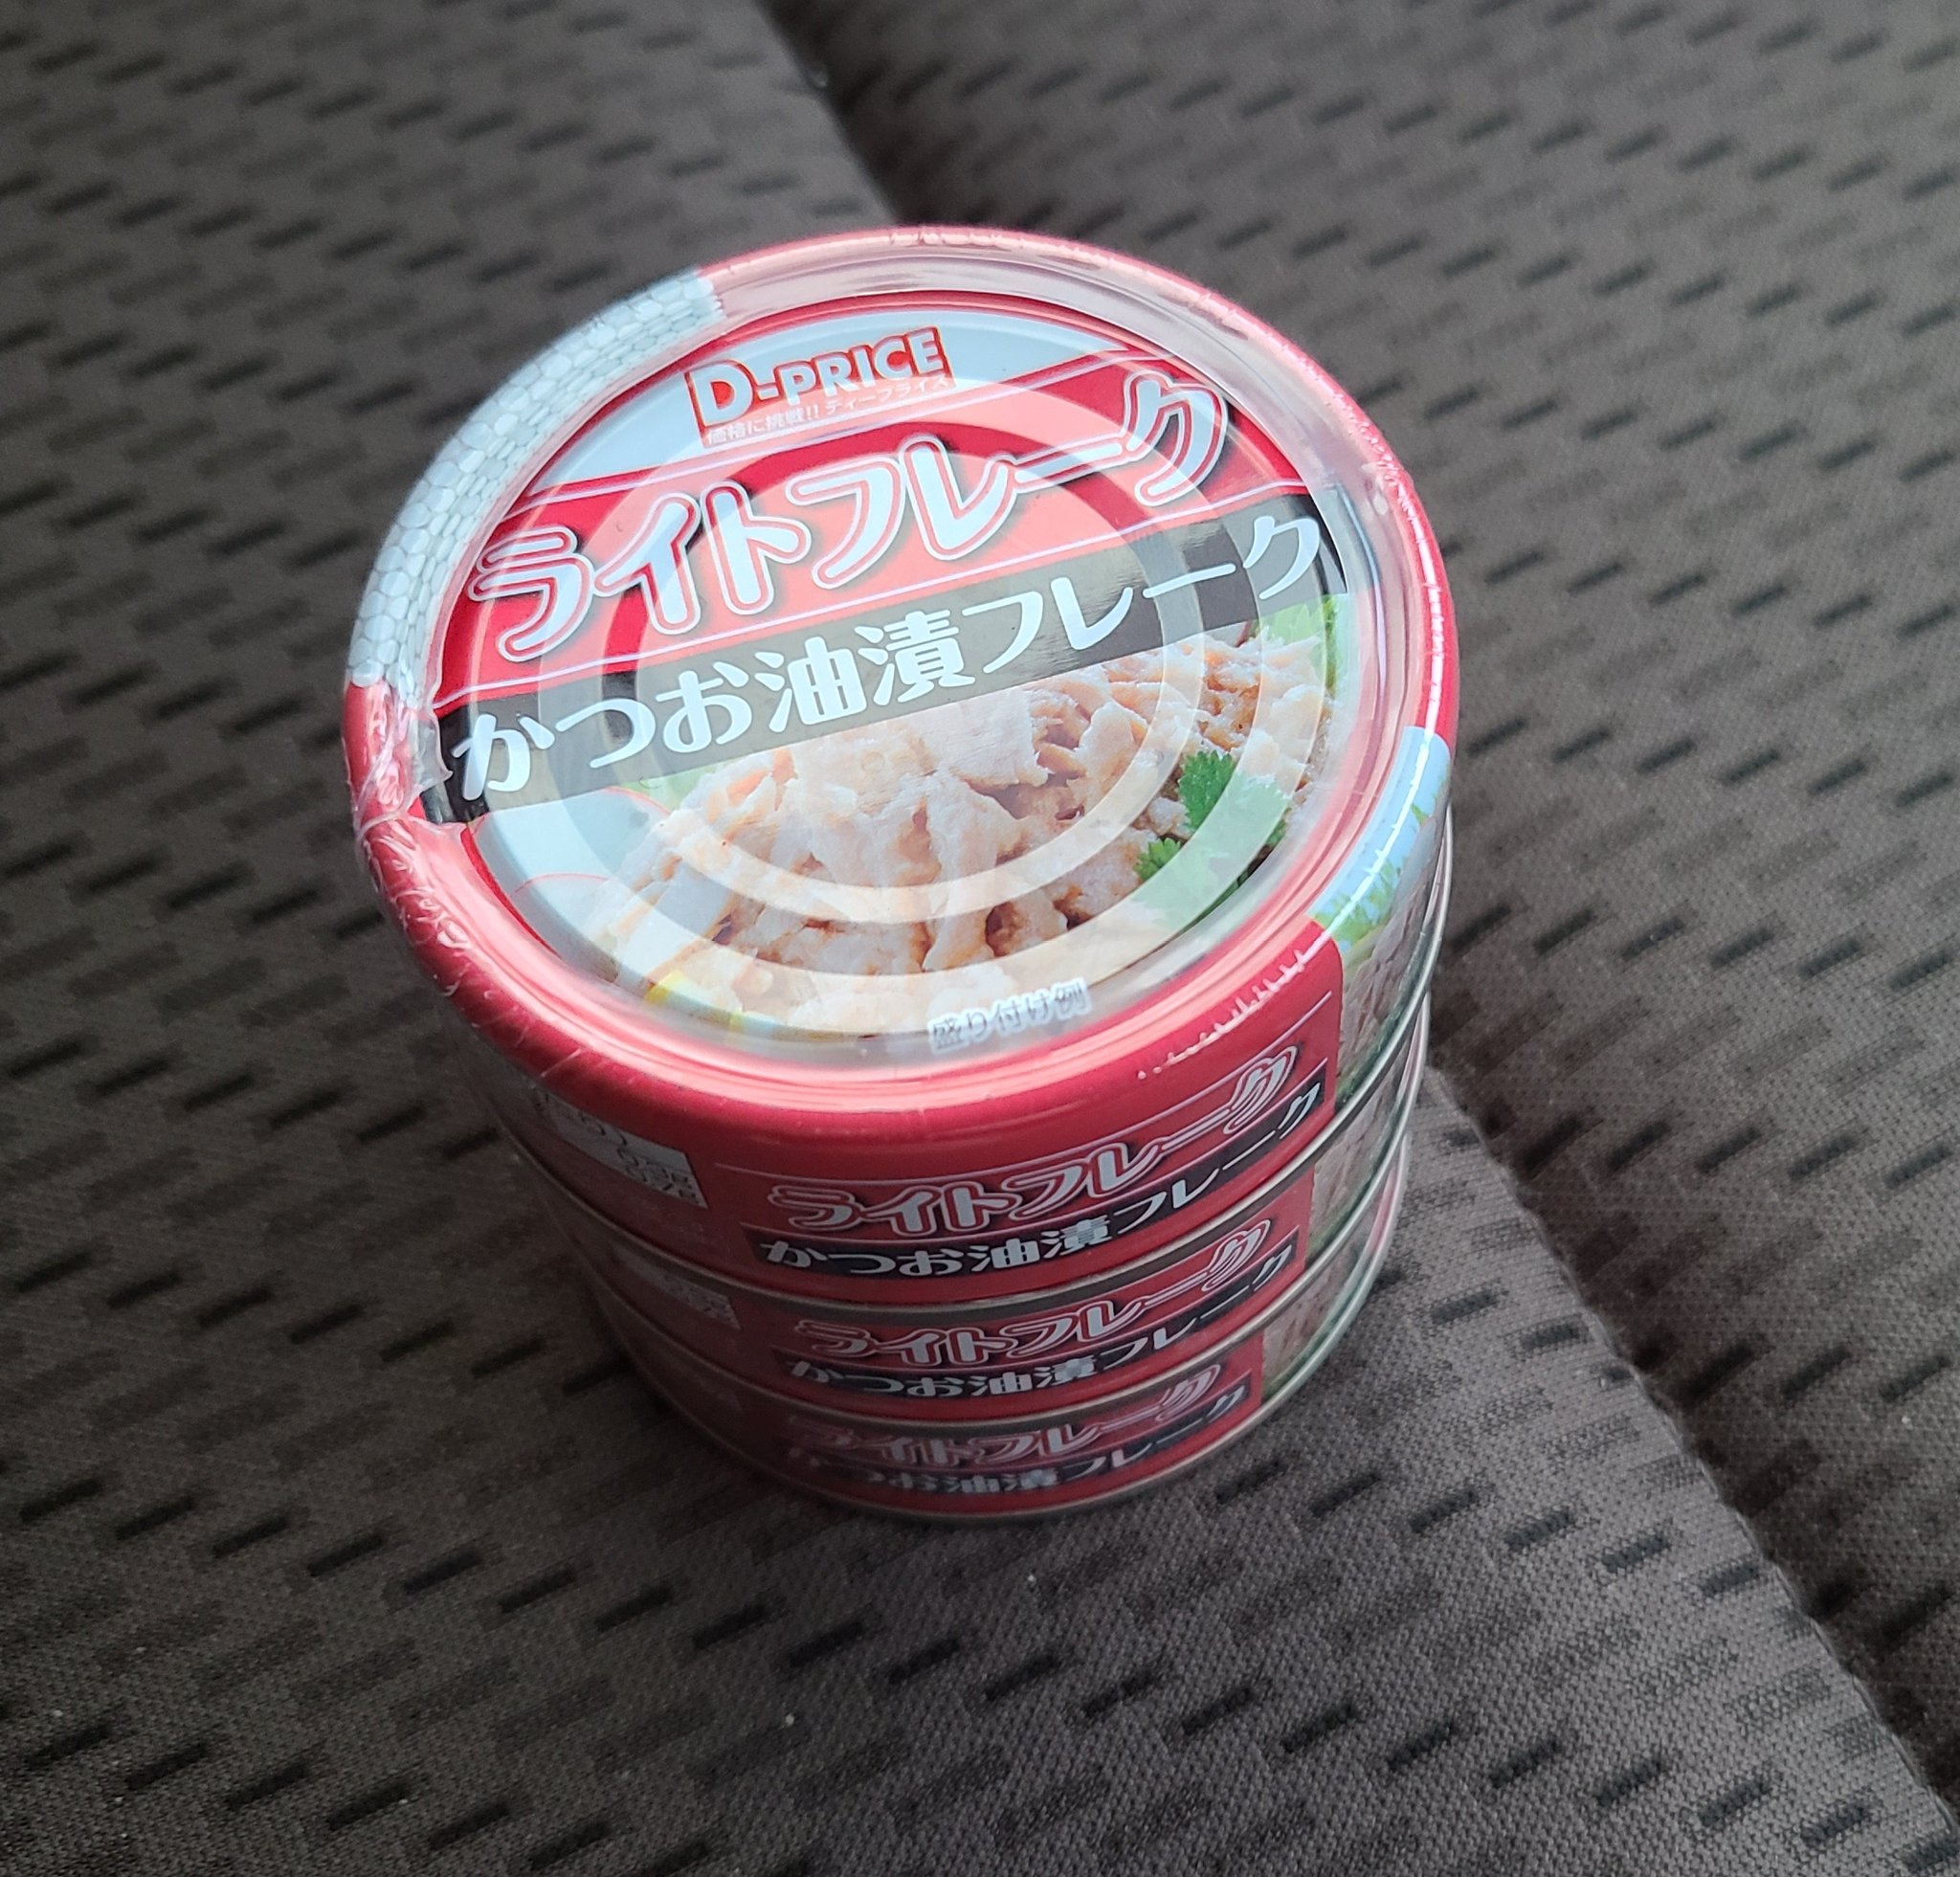 D-PRICE
価格に挑戦!! ディープライス
ライトフレーク
かつお油漬フレーク
盛り付け例
ライトフレーク
かつお油漬フレーク
ライトフレーク
かつお油漬フレーク
ライトフレーク
かつお油漬フレーク